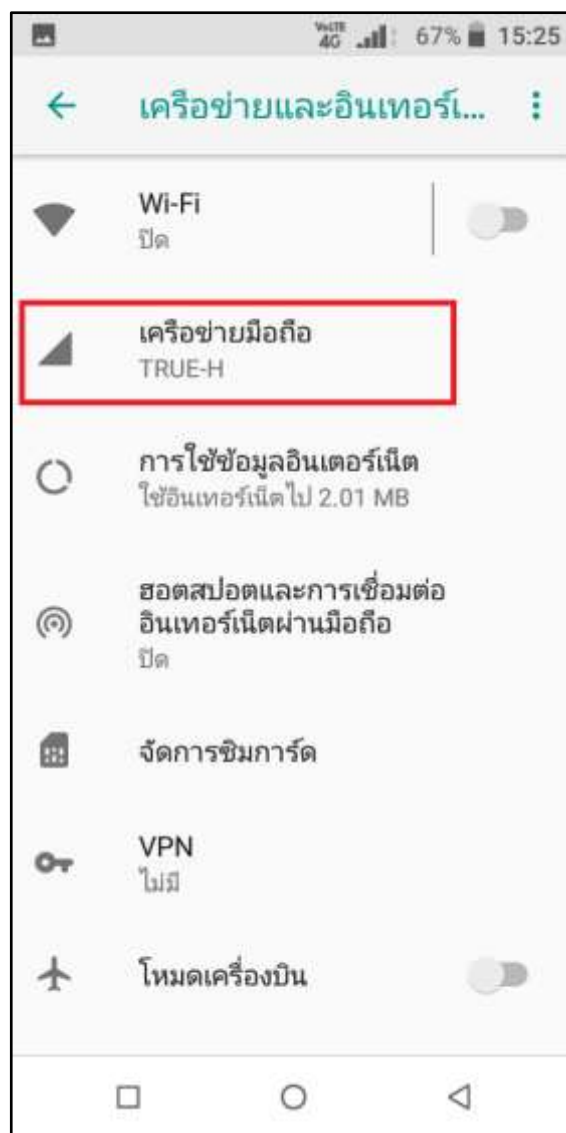 VoLTE 4G 67% 15:25
เครือข่ายและอินเทอร์เ...
Wi-Fi
ปิด
เครือข่ายมือถือ
TRUE-H
การใช้ข้อมูลอินเตอร์เน็ต
ใช้อินเทอร์เน็ตไป 2.01 MB
ฮอตสปอตและการเชื่อมต่อ
อินเทอร์เน็ตผ่านมือถือ
ปิด
จัดการซิมการ์ด
VPN
ไม่มี
โหมดเครื่องบิน